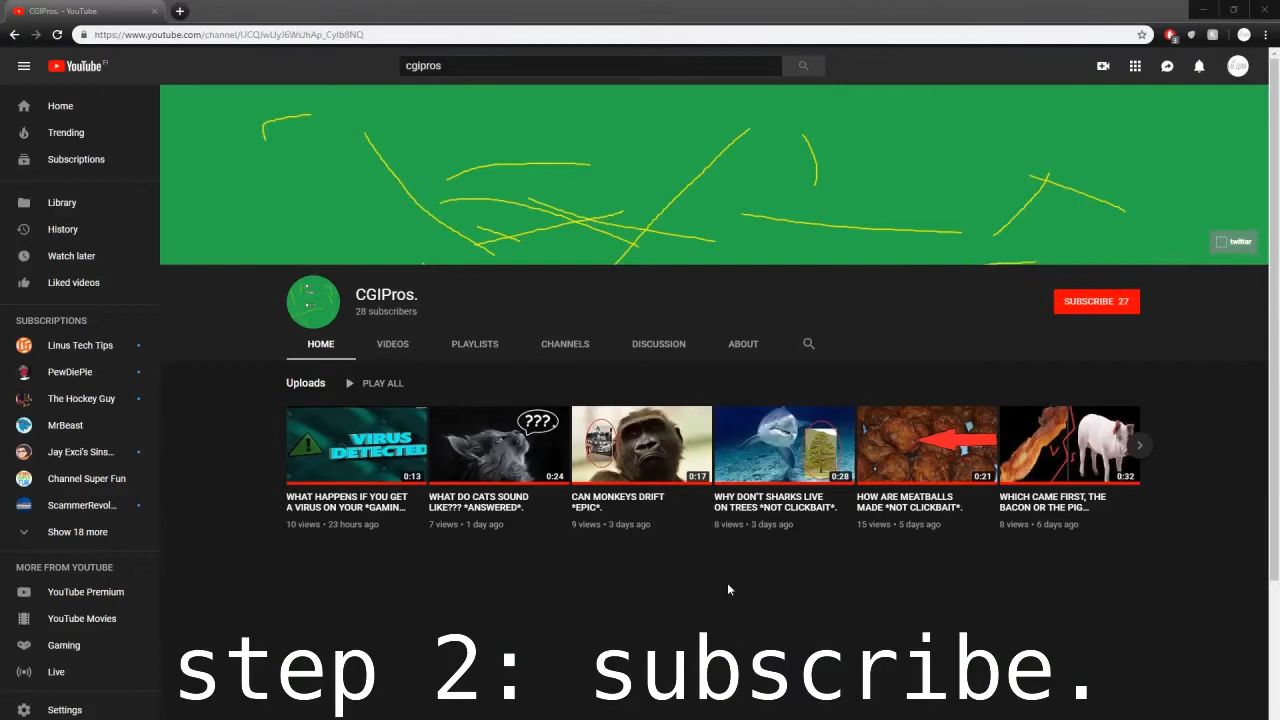 CGIPros. - YouTube
https://www.youtube.com/channel/
YouTube FI
cgipros
Home
Trending
Subscriptions
Library
History
Watch later
Liked videos
SUBSCRIPTIONS
Linus Tech Tips
PewDiePie
The Hockey Guy
MrBeast
Jay Exci's Sins...
Channel Super Fun
ScammerRevol...
Show 18 more
MORE FROM YOUTUBE
YouTube Premium
YouTube Movies
Gaming
Live
Settings
twitter
CGIPros.
28 subscribers
SUBSCRIBE 27
HOME VIDEOS PLAYLISTS CHANNELS DISCUSSION ABOUT
Uploads PLAY ALL
VIRUS
DETECTED
0:13
WHAT HAPPENS IF YOU GET
A VIRUS ON YOUR *GAMIN...
10 views • 23 hours ago
???
0:24
WHAT DO CATS SOUND
LIKE??? *ANSWERED*.
7 views • 1 day ago
0:17
CAN MONKEYS DRIFT
*EPIC*.
9 views • 3 days ago
0:28
WHY DON'T SHARKS LIVE
ON TREES *NOT CLICKBAIT*.
8 views • 3 days ago
0:21
HOW ARE MEATBALLS
MADE *NOT CLICKBAIT*.
15 views • 5 days ago
VS
0:32
WHICH CAME FIRST, THE
BACON OR THE PIG...
8 views • 6 days ago
step 2: subscribe.